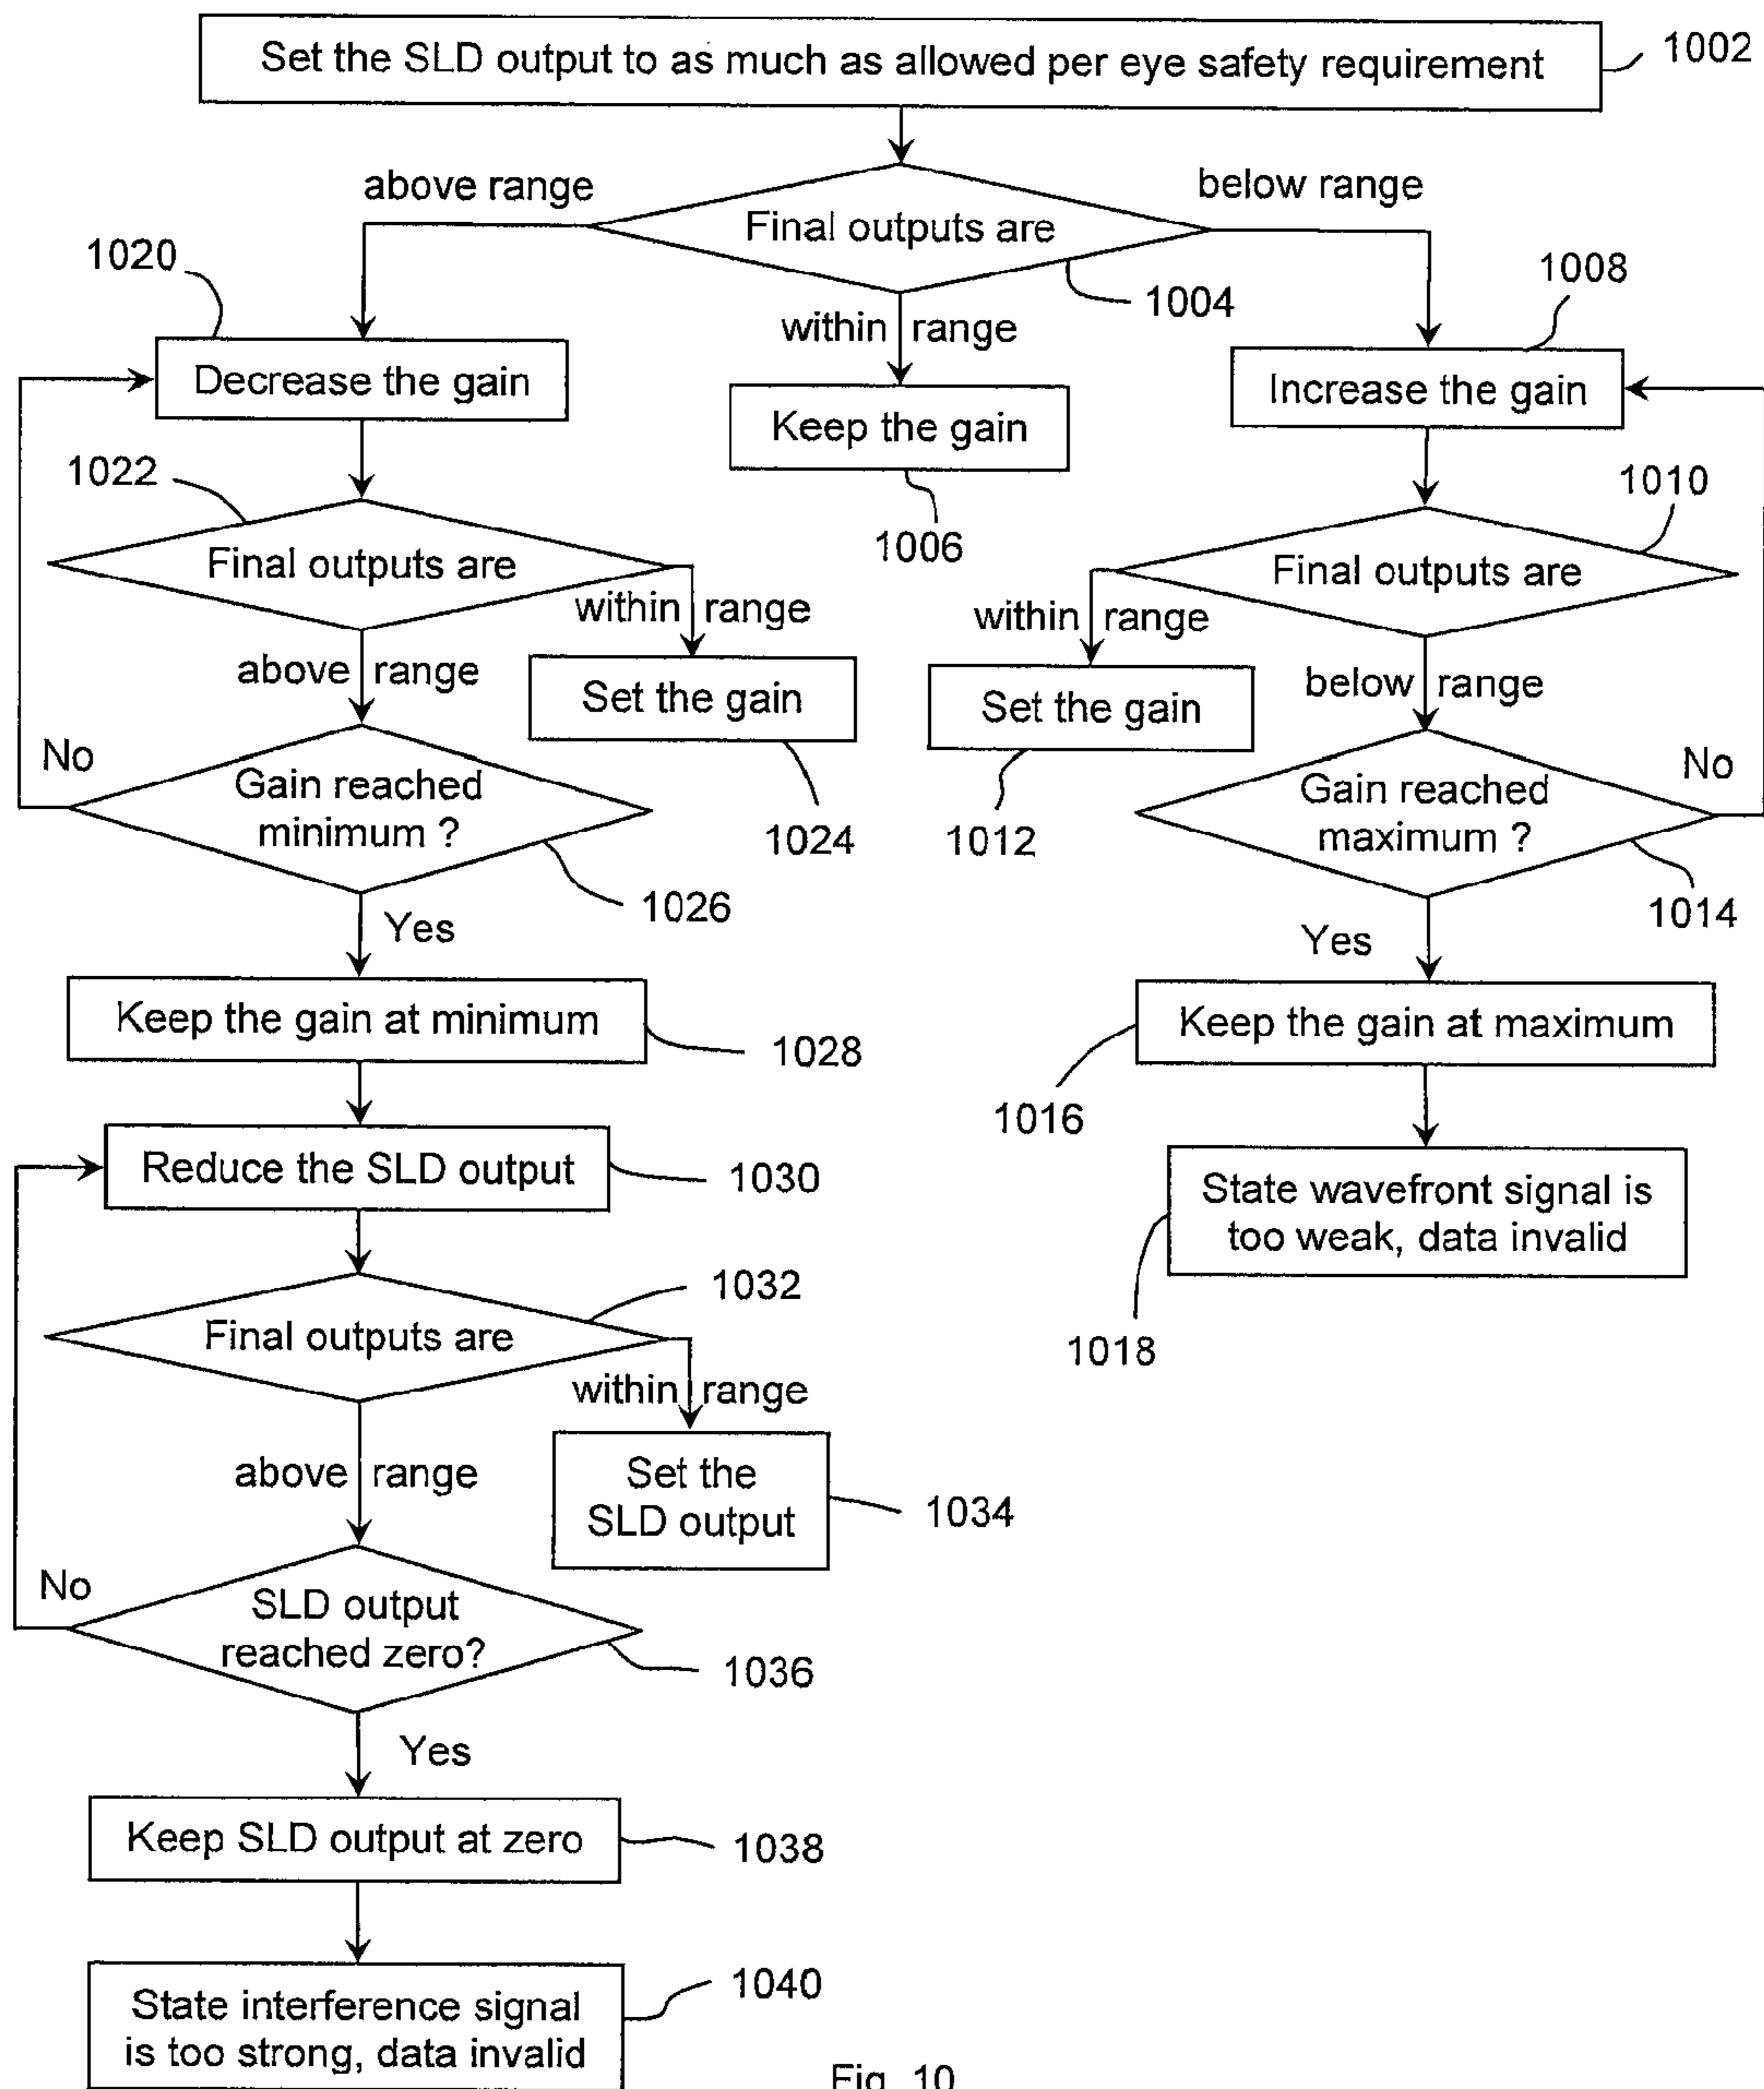 Set the SLD output to as much as allowed per eye safety requirement
1002
above range
below range
Final outputs are
1004
1020
1008
within range
Decrease the gain
Keep the gain
Increase the gain
1022
1006
1010
Final outputs are
Final outputs are
within range
within range
above range
Set the gain
below range
Set the gain
No
No
Gain reached
minimum ?
1024
1012
Gain reached
maximum ?
1026
1014
Yes
Yes
Keep the gain at minimum
1028
Keep the gain at maximum
1016
Reduce the SLD output
1030
State wavefront signal is
too weak, data invalid
1018
1032
Final outputs are
within range
above range
Set the
SLD output
1034
No
SLD output
reached zero?
1036
Yes
Keep SLD output at zero
1038
1040
State interference signal
is too strong, data invalid
Fig. 10